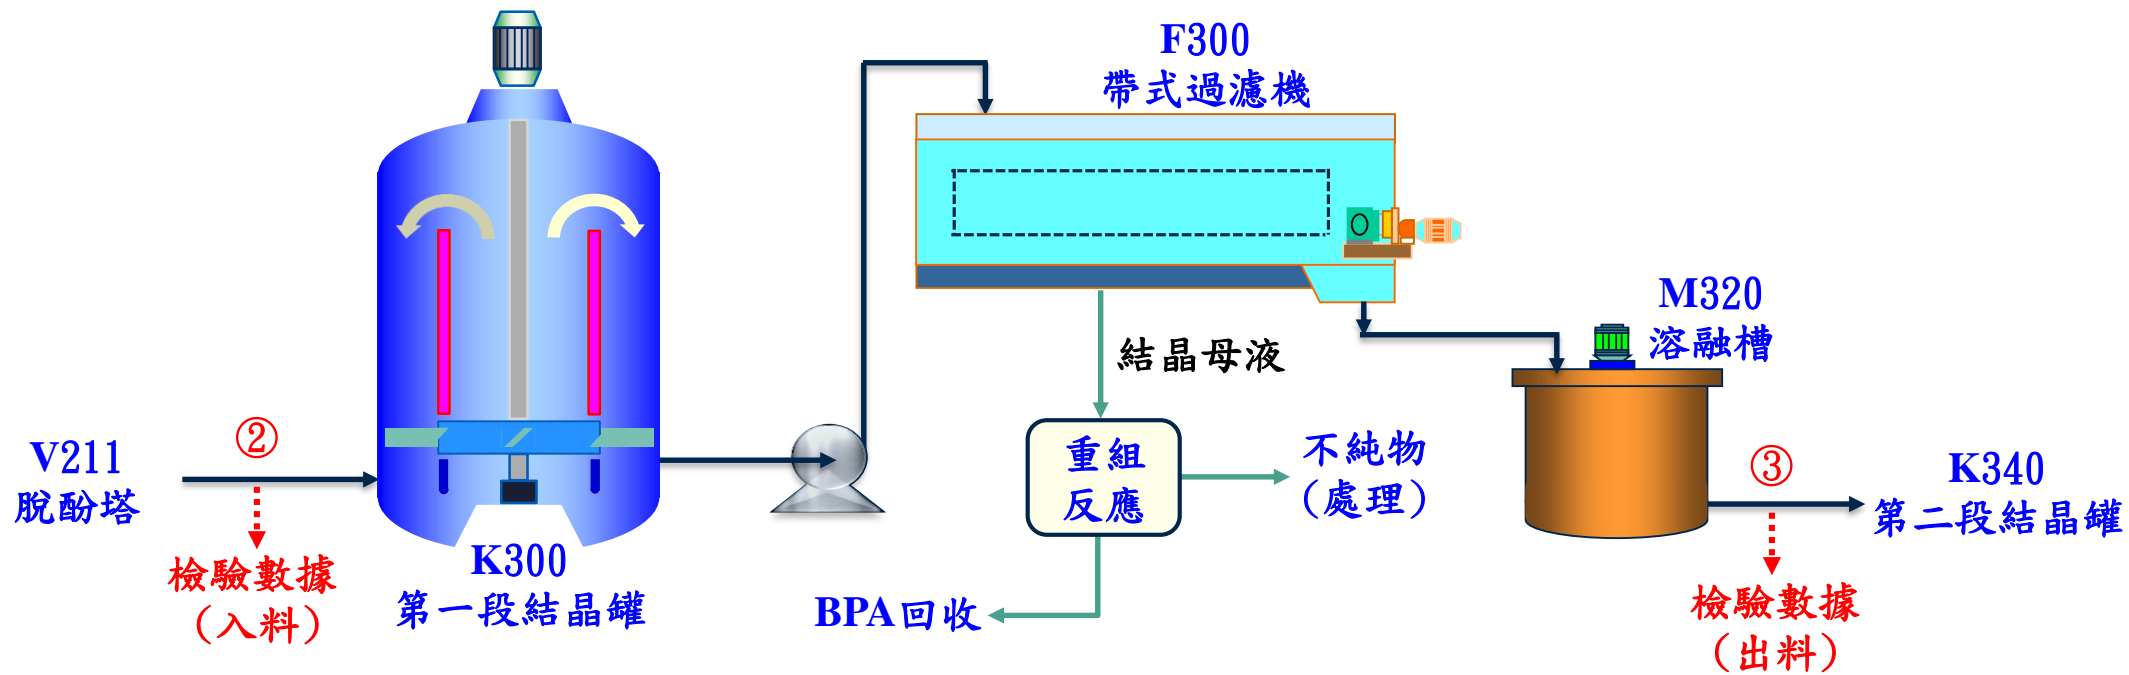 F300
帶式過濾機
M320
溶融槽
結晶母液
②
V211
脫酚塔
重組
反應
不純物
(處理)
③
K340
第二段結晶罐
檢驗數據
(入料)
K300
第一段結晶罐
BPA回收
檢驗數據
(出料)